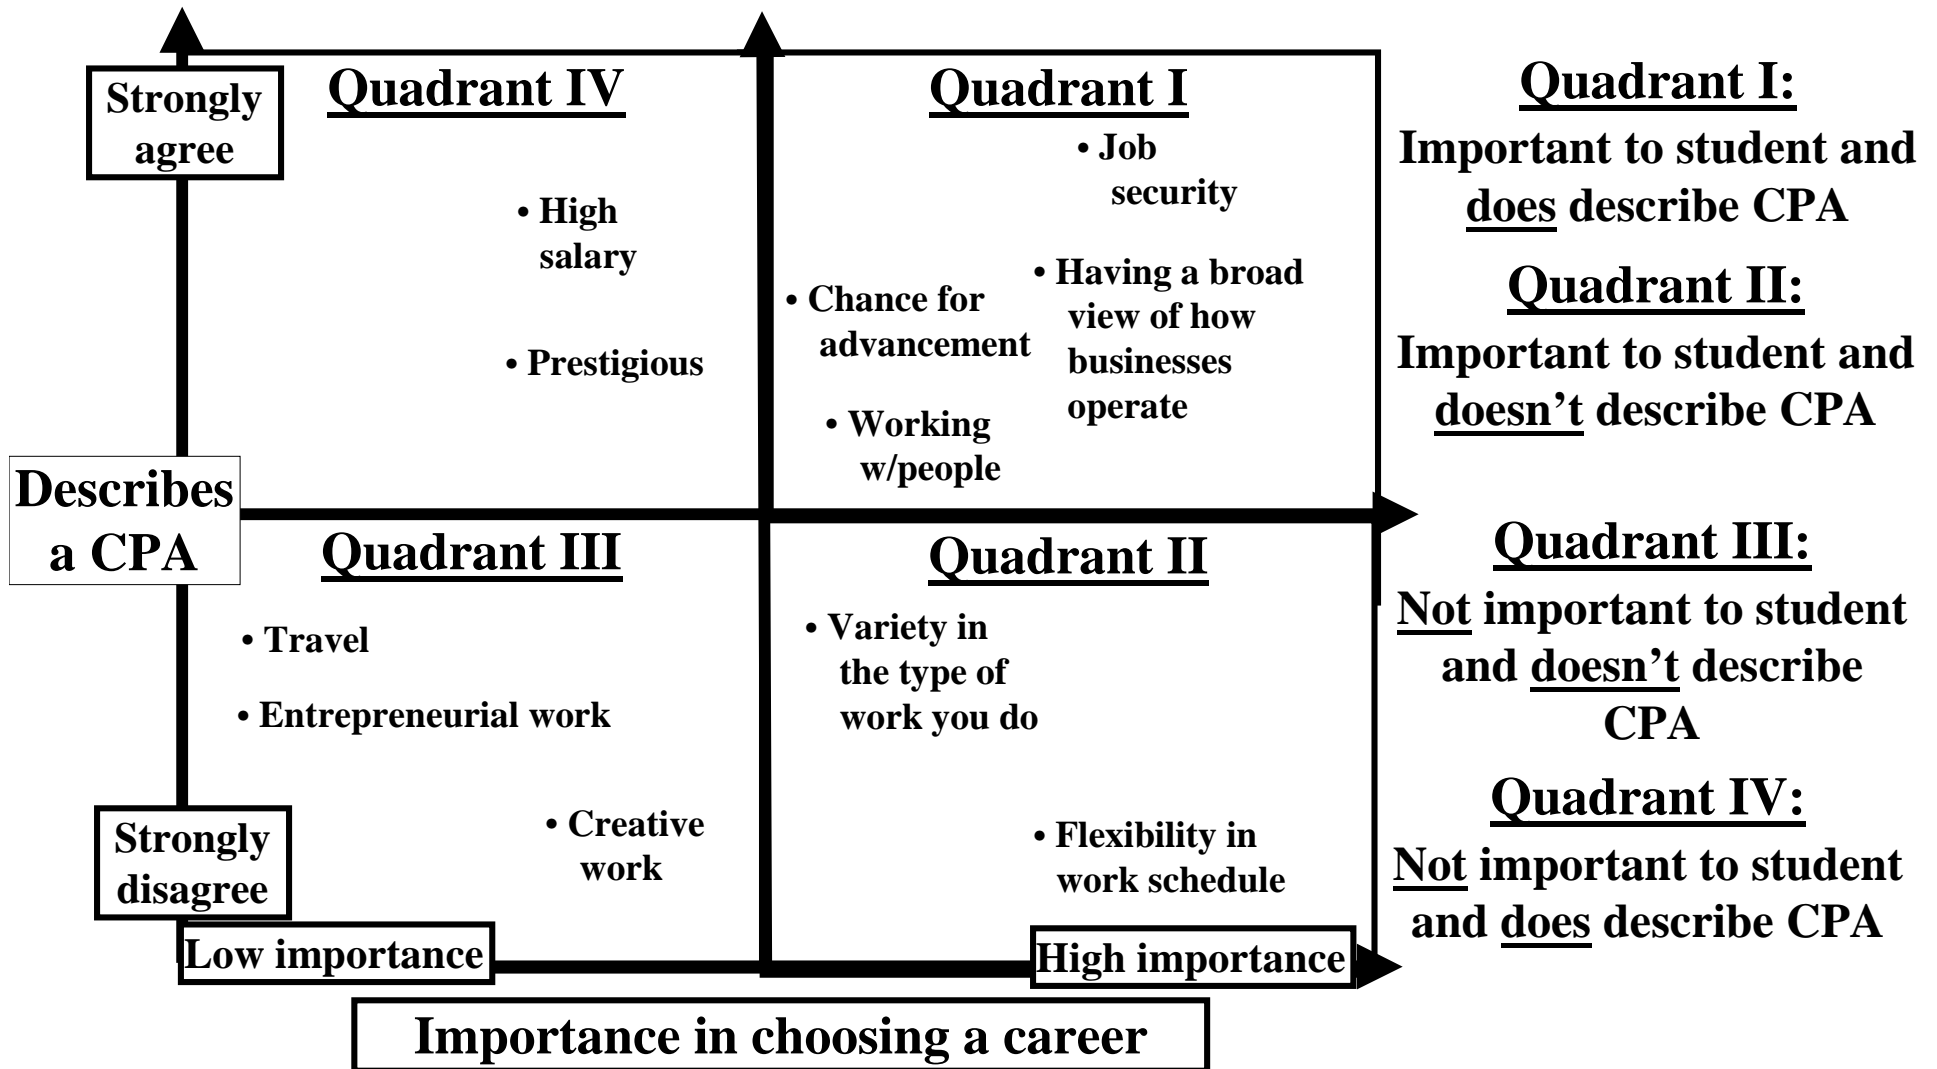 Strongly
agree
Quadrant IV
• High
salary
• Prestigious
Quadrant I
• Job
security
• Chance for
advancement
• Having a broad
view of how
businesses
operate
• Working
w/people
Describes
a CPA
Quadrant III
• Travel
• Entrepreneurial work
• Creative
work
Quadrant II
• Variety in
the type of
work you do
• Flexibility in
work schedule
Strongly
disagree
Low importance
High importance
Importance in choosing a career
Quadrant I:
Important to student and
does describe CPA
Quadrant II:
Important to student and
doesn’t describe CPA
Quadrant III:
Not important to student
and doesn’t describe
CPA
Quadrant IV:
Not important to student
and does describe CPA